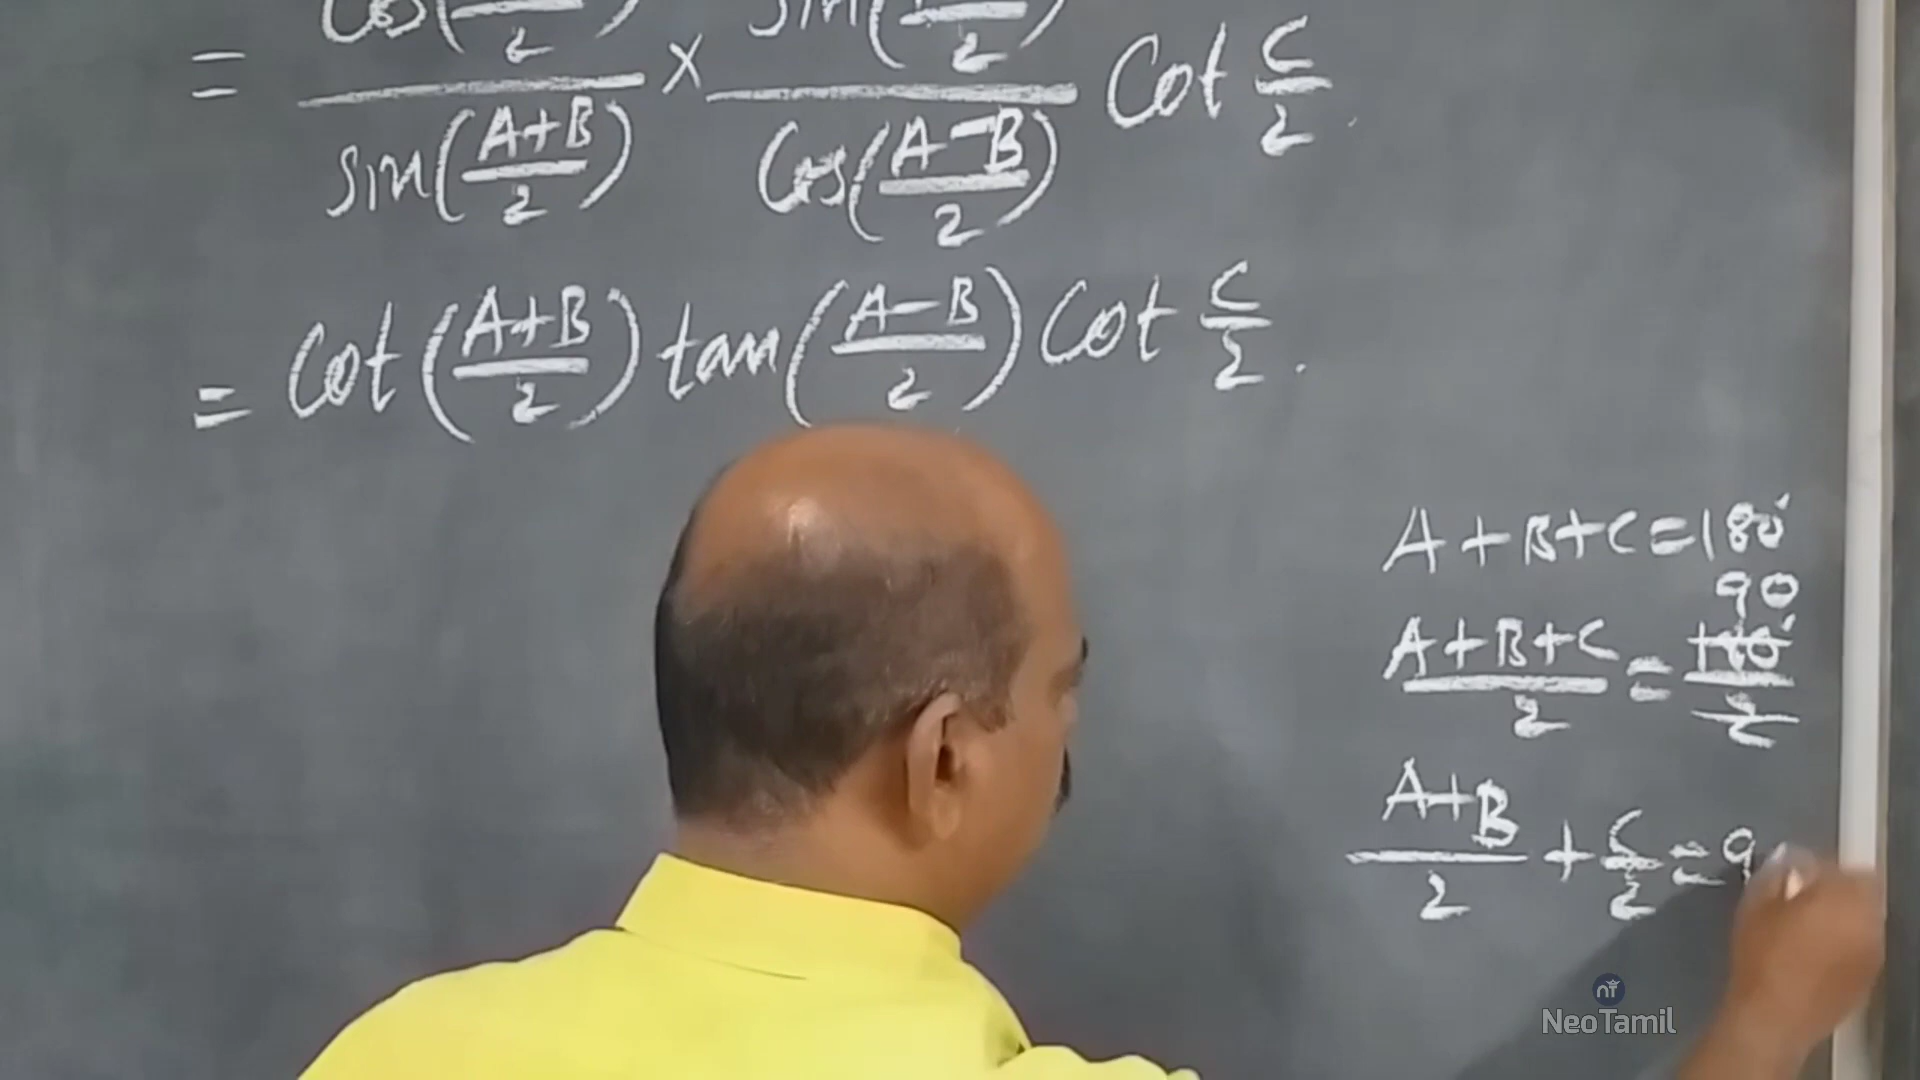 = Cos( /2) / Sin((A+B)/2) × Sin( /2) / Cos((A-B)/2) Cot C/2.
= Cot((A+B)/2) tan((A-B)/2) Cot C/2.
A+B+C=180°
90
(A+B+C)/2 = 180°/2
(A+B)/2 + C/2 = 9
NeoTamil